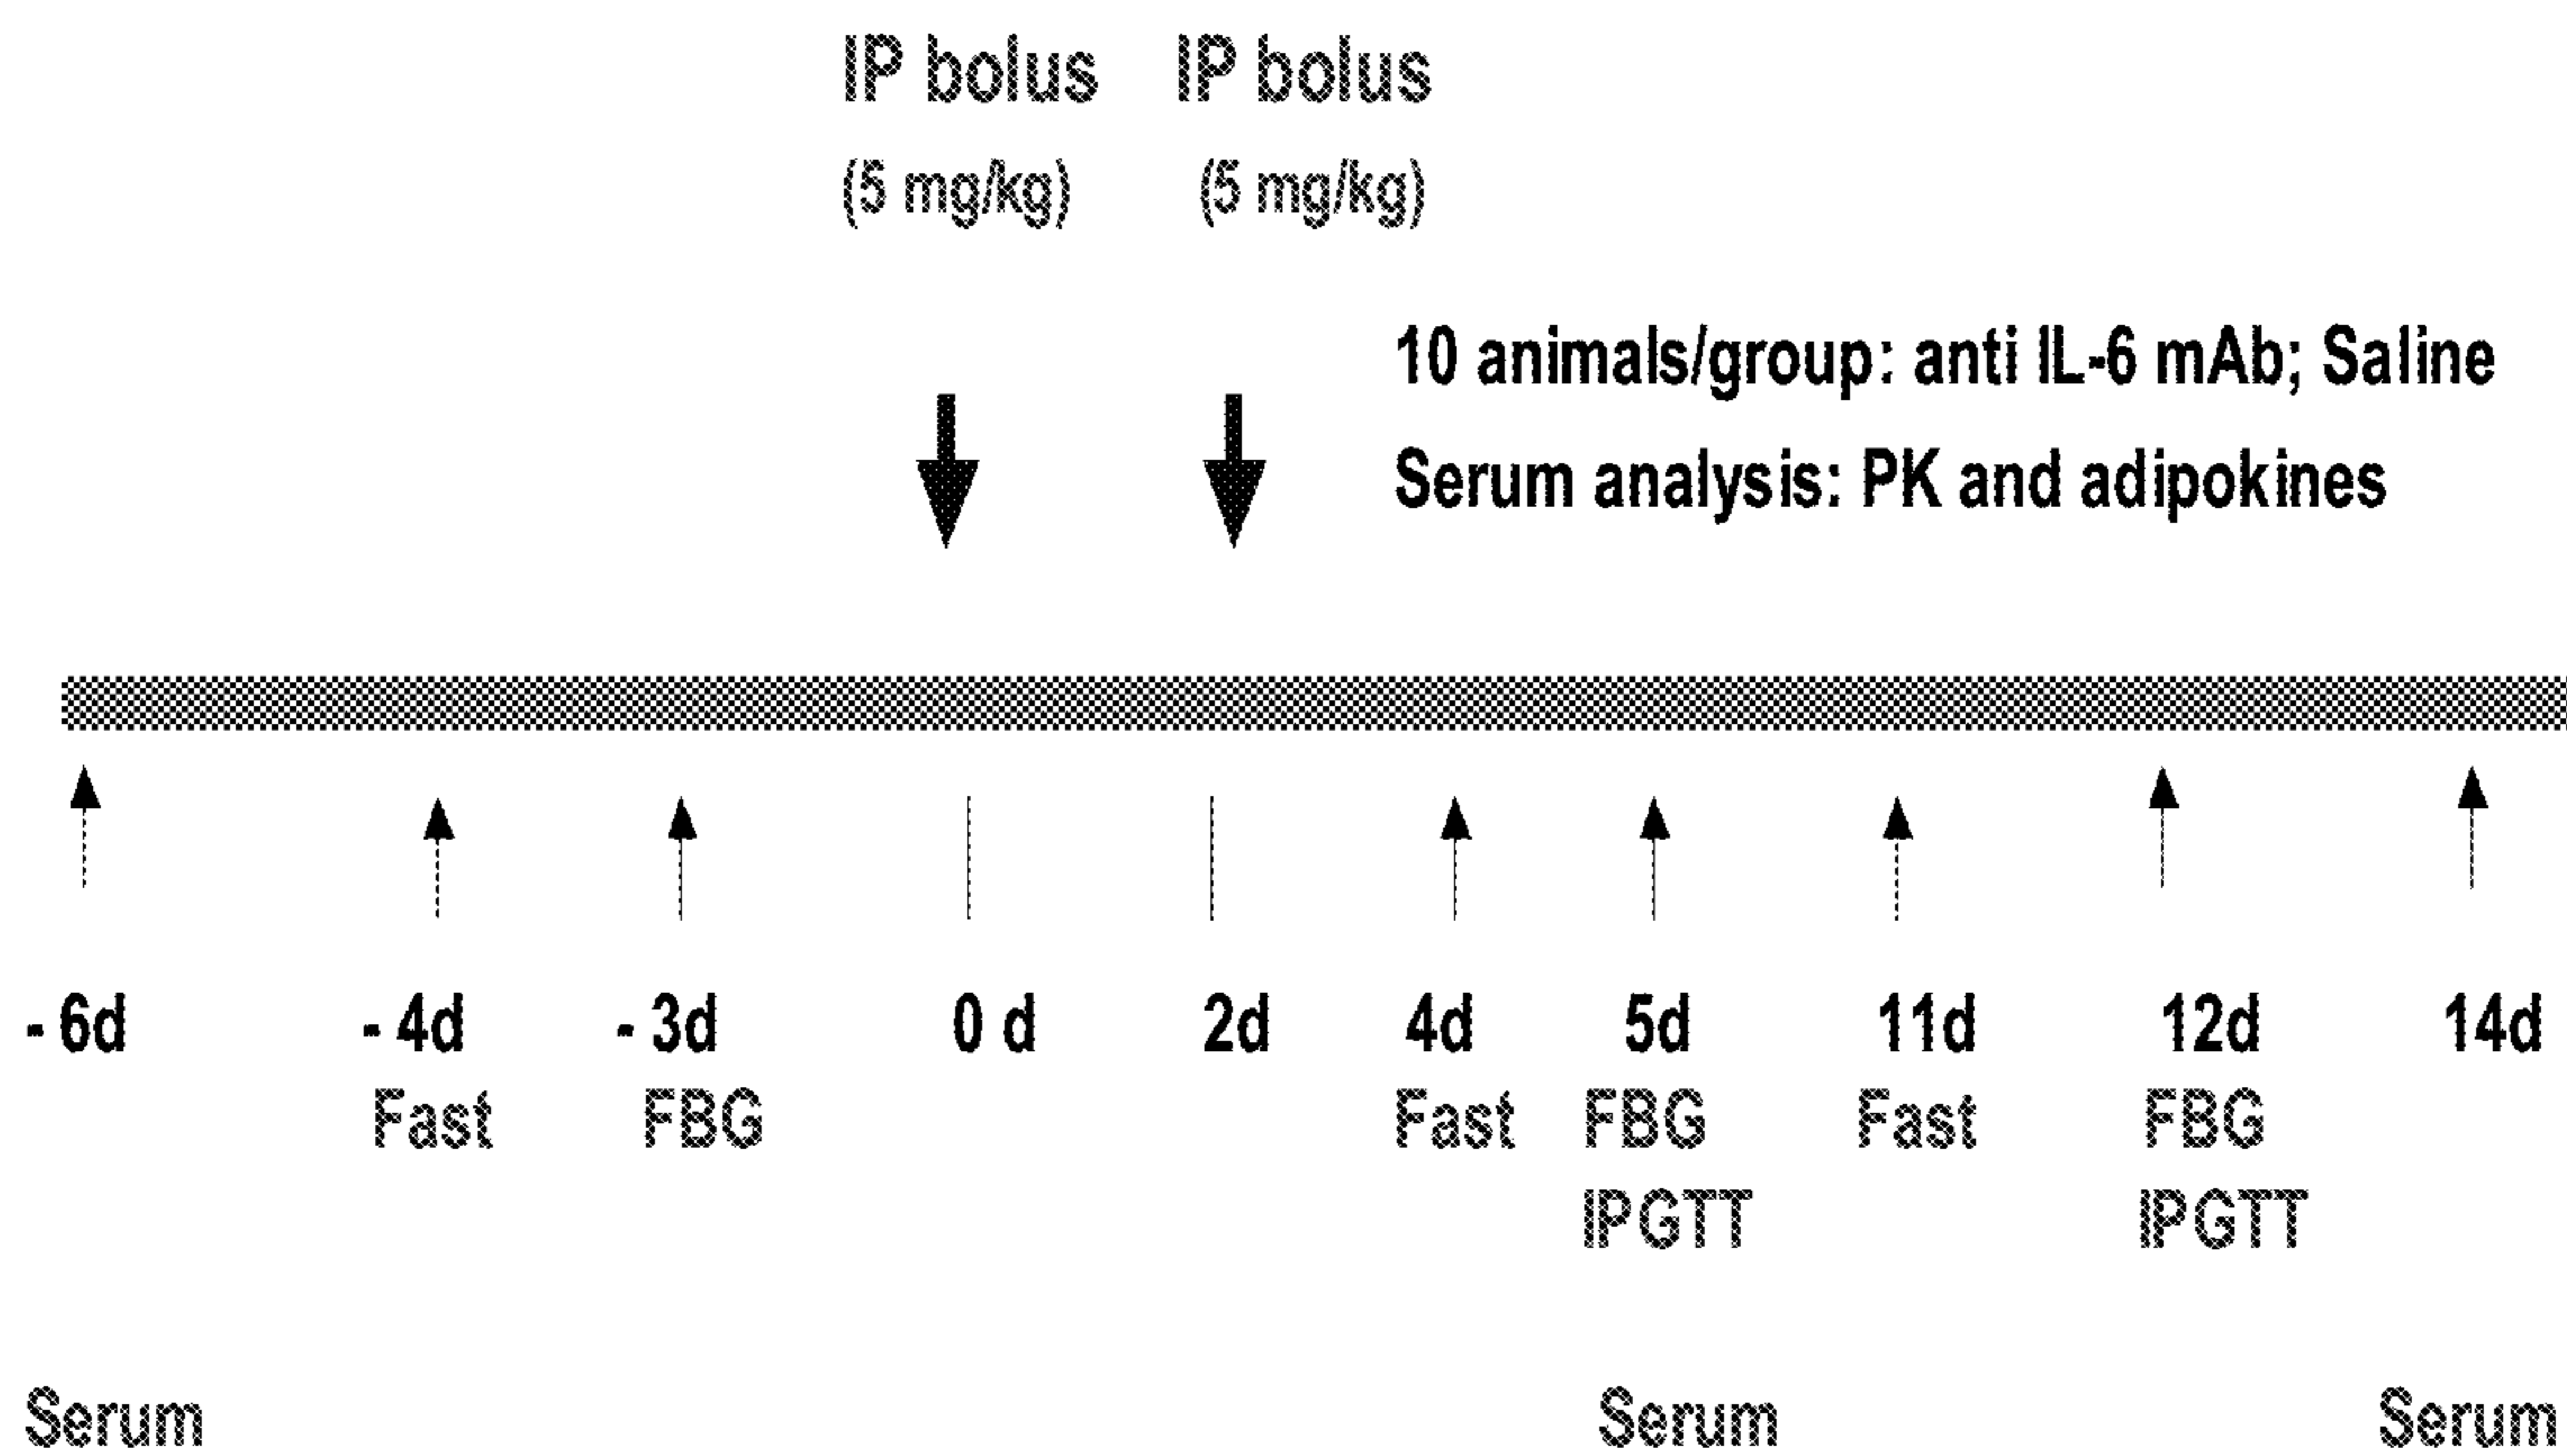 IP bolus IP bolus
(5 mg/kg) (5 mg/kg)
10 animals/group: anti IL-6 mAb; Saline
Serum analysis: PK and adipokines
- 6d - 4d - 3d 0 d 2d 4d 5d 11d 12d 14d
Fast FBG Fast FBG Fast FBG
IPGTT IPGTT
Serum Serum Serum